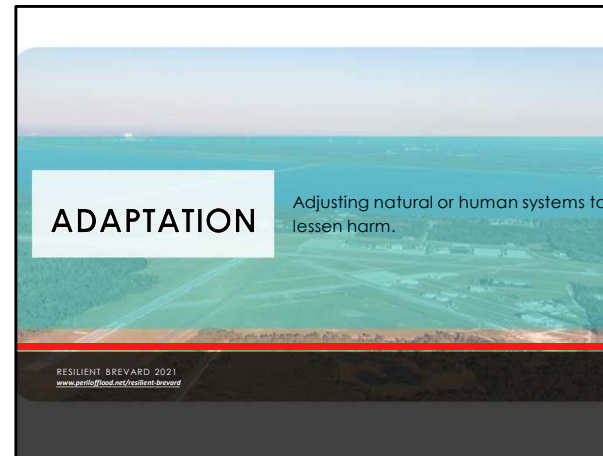 ADAPTATION
Adjusting natural or human systems to
lessen harm.
RESILIENT BREVARD 2021
www.perilofflood.net/resilient-brevard